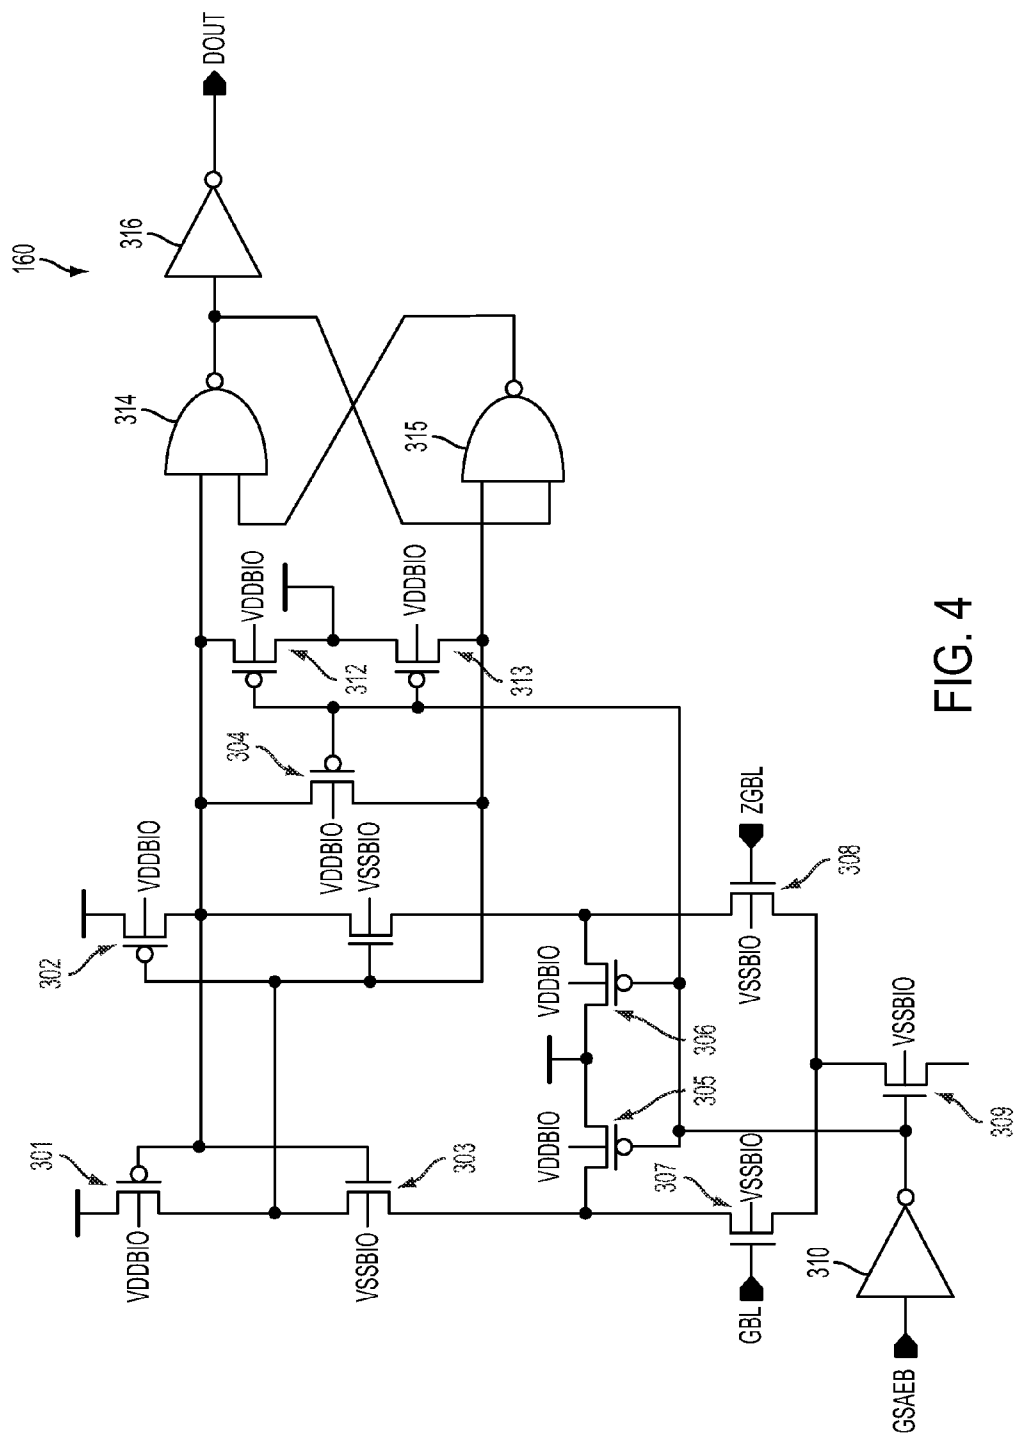 160
DOUT
316
314
315
VDDBIO
VDDBIO
312
313
304
VDDBIO
VSSBIO
VDDBIO
302
ZGBL
308
VSSBIO
VDDBIO
306
VSSBIO
309
301
VDDBIO
303
VSSBIO
305
VDDBIO
307
VSSBIO
GBL
310
GSAEB
FIG. 4